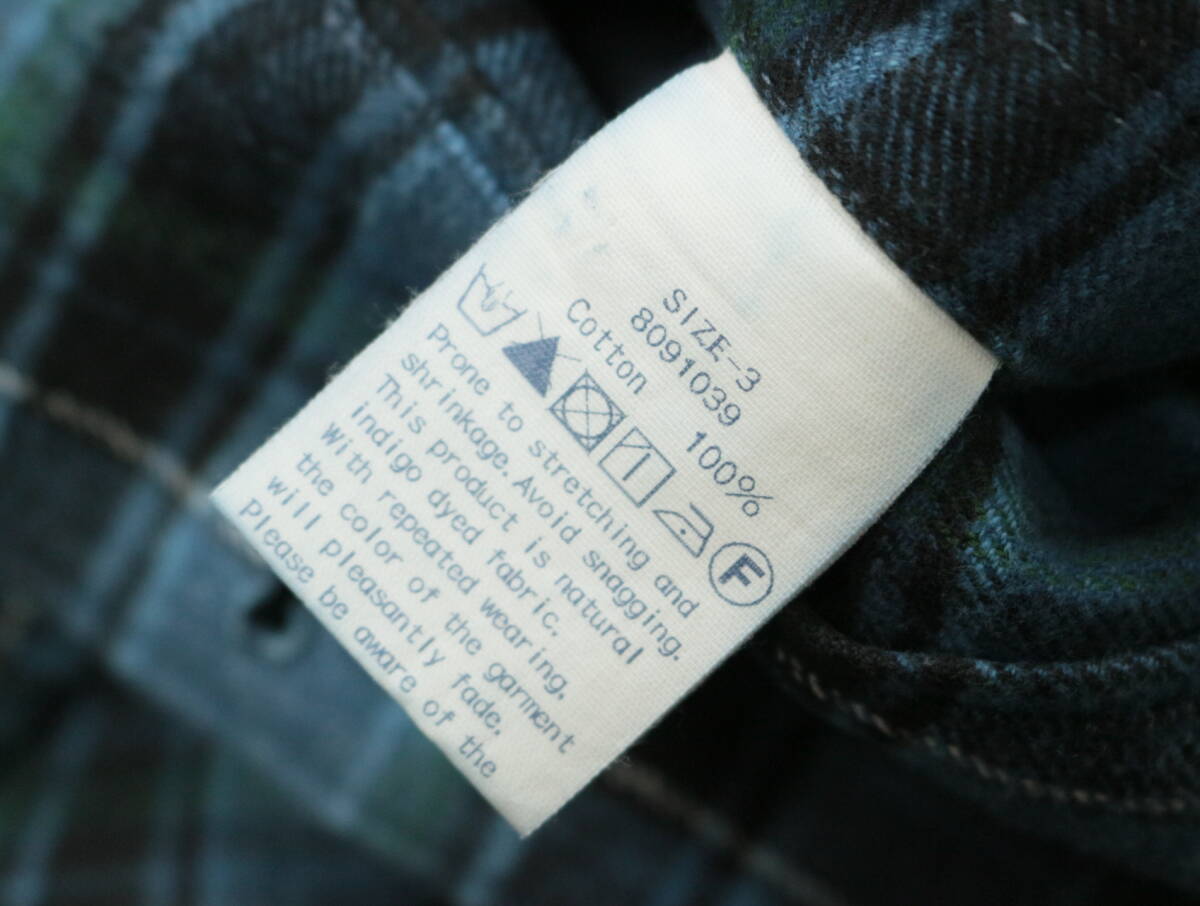 SIZE-3
8091039
Cotton 100%
F
Prone to stretching and
shrinkage. Avoid snagging.
This product is natural
indigo dyed fabric.
With repeated wearing,
the color of the garment
will pleasantly fade.
Please be aware of the